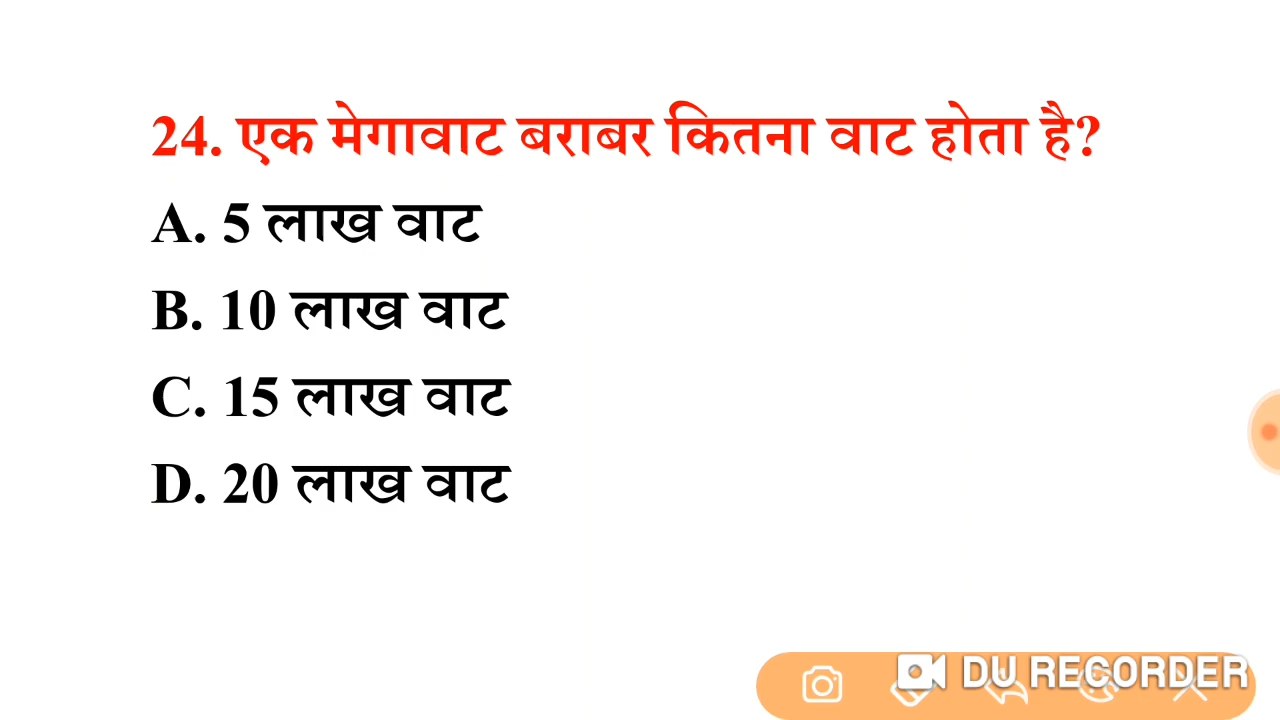 24. एक मेगावाट बराबर कितना वाट होता है?
A. 5 लाख वाट
B. 10 लाख वाट
C. 15 लाख वाट
D. 20 लाख वाट
DU RECORDER